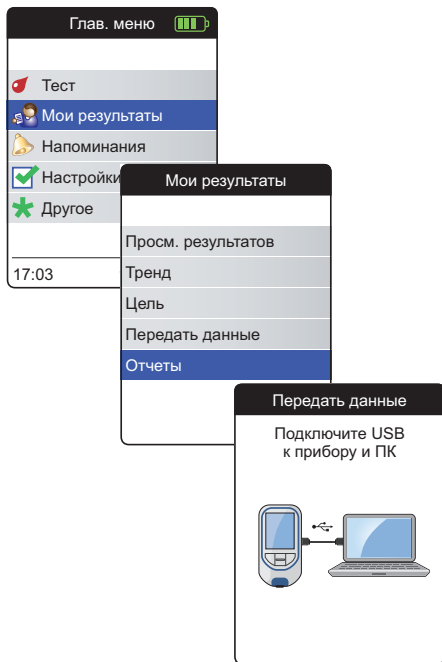 Глав. меню
Тест
Мои результаты
Напоминания
Настройки
Другое
17:03
Мои результаты
Просм. результатов
Тренд
Цель
Передать данные
Отчеты
Передать данные
Подключите USB
к прибору и ПК